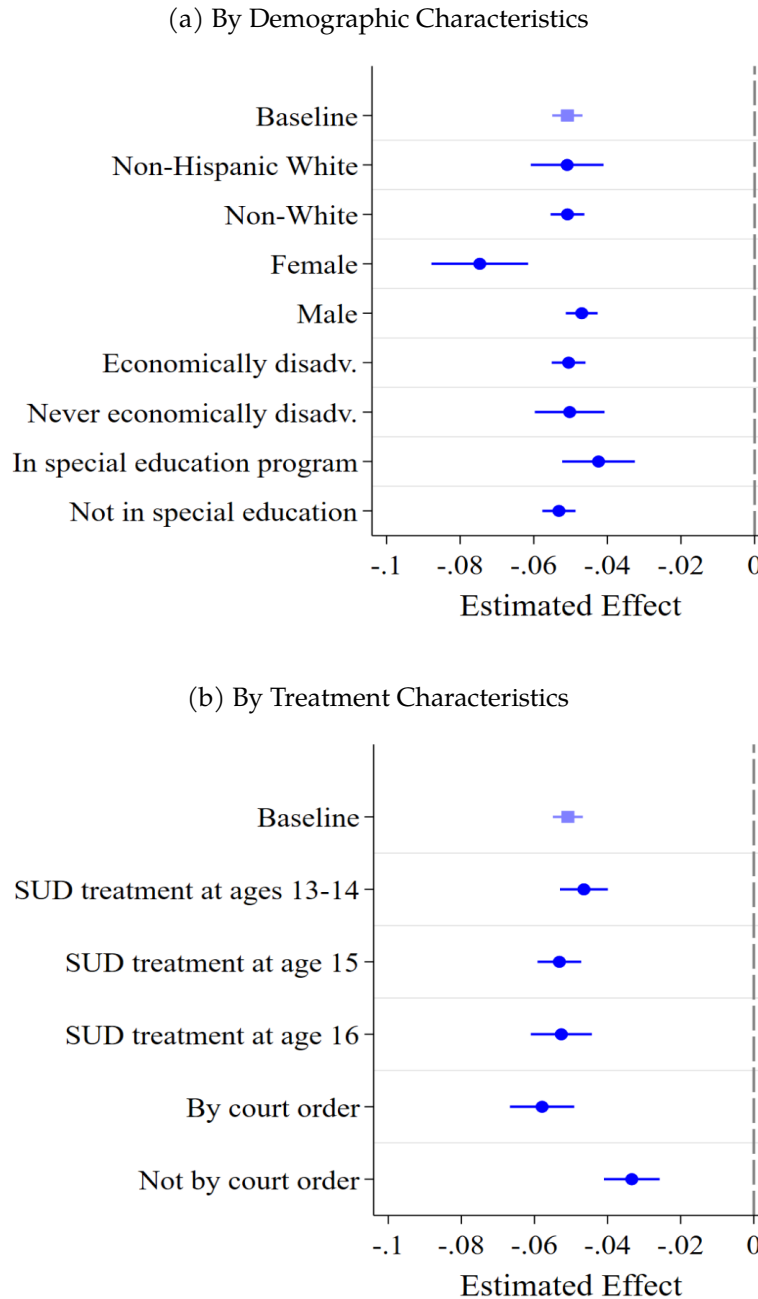 (a) By Demographic Characteristics
Baseline
Non-Hispanic White
Non-White
Female
Male
Economically disadv.
Never economically disadv.
In special education program
Not in special education
-.1 -.08 -.06 -.04 -.02 0
Estimated Effect
(b) By Treatment Characteristics
Baseline
SUD treatment at ages 13-14
SUD treatment at age 15
SUD treatment at age 16
By court order
Not by court order
-.1 -.08 -.06 -.04 -.02 0
Estimated Effect